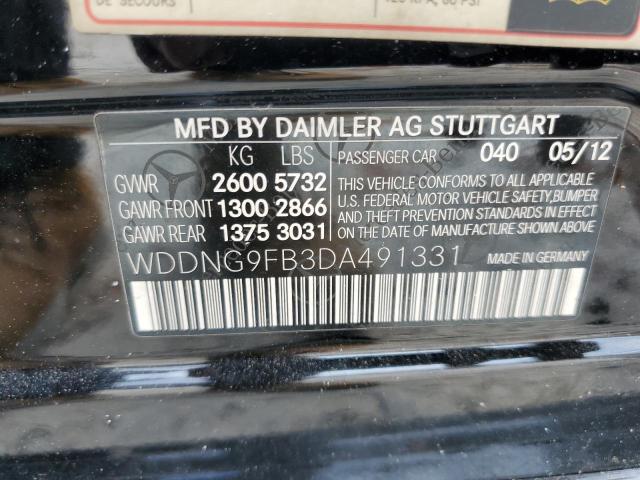 DE SECOURS
MFD BY DAIMLER AG STUTTGART
KG LBS PASSENGER CAR 040 05/12
GVWR 2600 5732
GAWR FRONT 1300 2866
GAWR REAR 1375 3031
THIS VEHICLE CONFORMS TO ALL APPLICABLE
U.S. FEDERAL MOTOR VEHICLE SAFETY,BUMPER
AND THEFT PREVENTION STANDARDS IN EFFECT
ON THE DATE OF MANUFACTURE SHOWN ABOVE.
WDDNG9FB3DA491331 MADE IN GERMANY